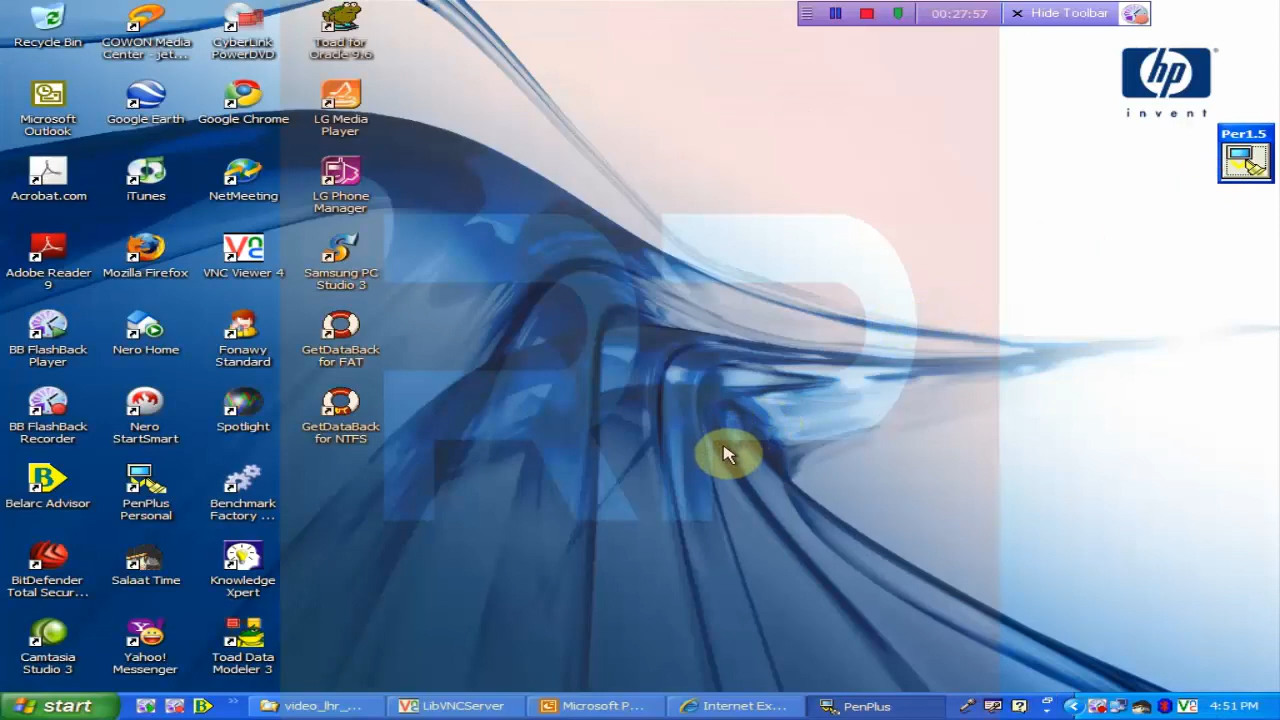 00:27:57
Hide Toolbar
hp
invent
Per1.5
Recycle Bin
COWON Media
Center - jet...
CyberLink
PowerDVD
Toad for
Oracle 9.6
Microsoft
Outlook
Google Earth
Google Chrome
LG Media
Player
Acrobat.com
iTunes
NetMeeting
LG Phone
Manager
Adobe Reader
9
Mozilla Firefox
VNC Viewer 4
Samsung PC
Studio 3
BB FlashBack
Player
Nero Home
Fonawy
Standard
GetDataBack
for FAT
BB FlashBack
Recorder
Nero
StartSmart
Spotlight
GetDataBack
for NTFS
Belarc Advisor
PenPlus
Personal
Benchmark
Factory ...
BitDefender
Total Secur...
Salaat Time
Knowledge
Xpert
Camtasia
Studio 3
Yahoo!
Messenger
Toad Data
Modeler 3
start
video_lhr_...
LibVNCServer
Microsoft P...
Internet Ex...
PenPlus
4:51 PM